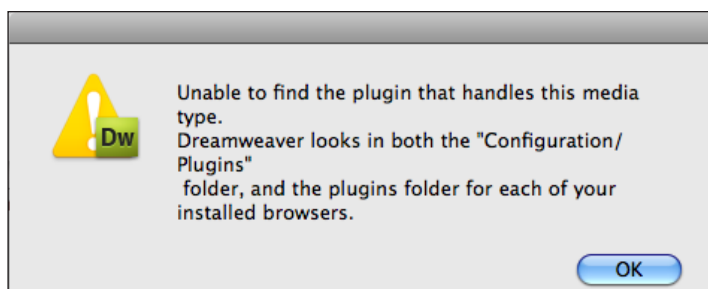 Dw
Unable to find the plugin that handles this media
type.
Dreamweaver looks in both the "Configuration/
Plugins"
folder, and the plugins folder for each of your
installed browsers.
OK